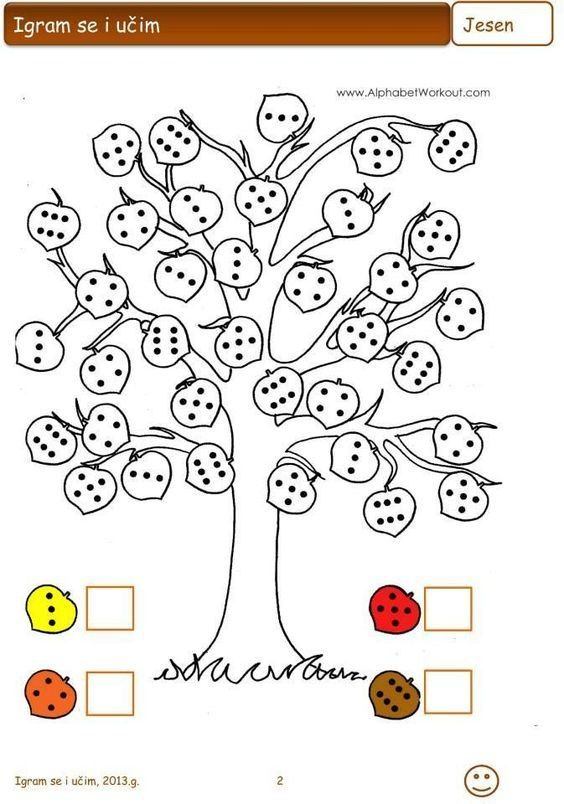 Igram se i učim
Jesen
www.AlphabetWorkout.com
Igram se i učim, 2013.g.
2